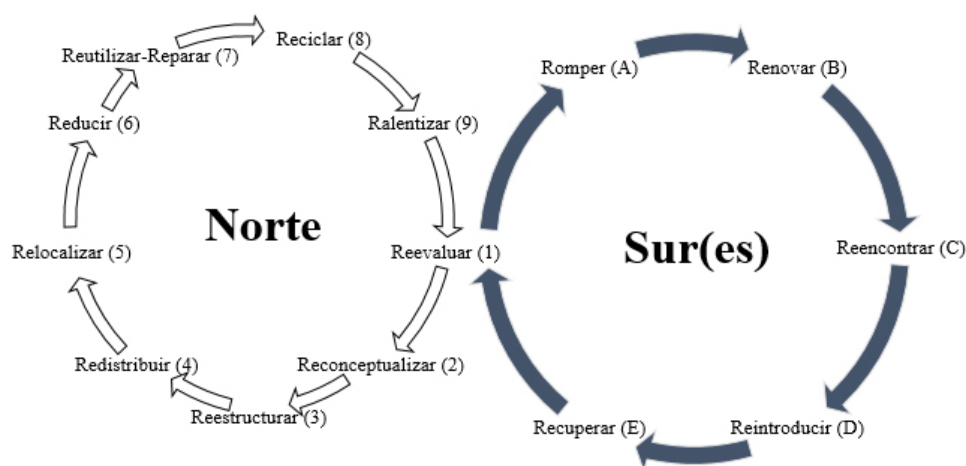 Reciclar (8)
Reutilizar-Reparar (7)
Romper (A)
Renovar (B)
Reducir (6)
Ralentizar (9)
Norte
Sur(es)
Relocalizar (5)
Reevaluar (1)
Reencontrar (C)
Redistribuir (4)
Reconceptualizar (2)
Reestructurar (3)
Recuperar (E)
Reintroducir (D)